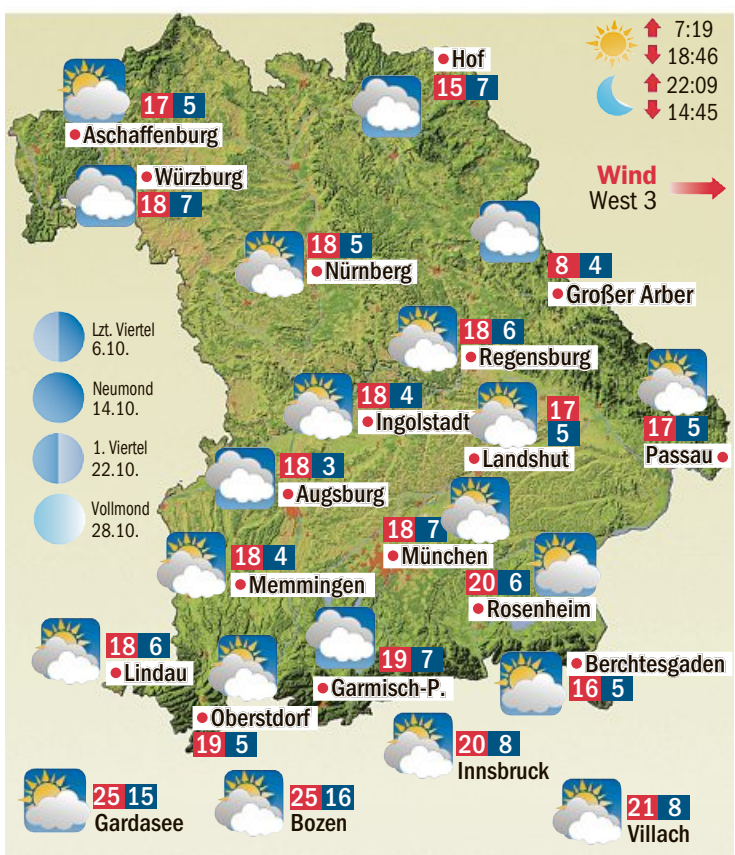 7:19
18:46
22:09
14:45
Wind
West 3
Hof
15 7
17 5
Aschaffenburg
Würzburg
18 7
18 5
Nürnberg
8 4
Großer Arber
Lzt. Viertel
6.10.
Neumond
14.10.
1. Viertel
22.10.
Vollmond
28.10.
18 6
Regensburg
18 4
Ingolstadt
17
5
Landshut
17 5
Passau
18 3
Augsburg
18 7
München
18 4
Memmingen
20 6
Rosenheim
18 6
Lindau
19 7
Garmisch-P.
Berchtesgaden
16 5
Oberstdorf
19 5
20 8
Innsbruck
25 15
Gardasee
25 16
Bozen
21 8
Villach